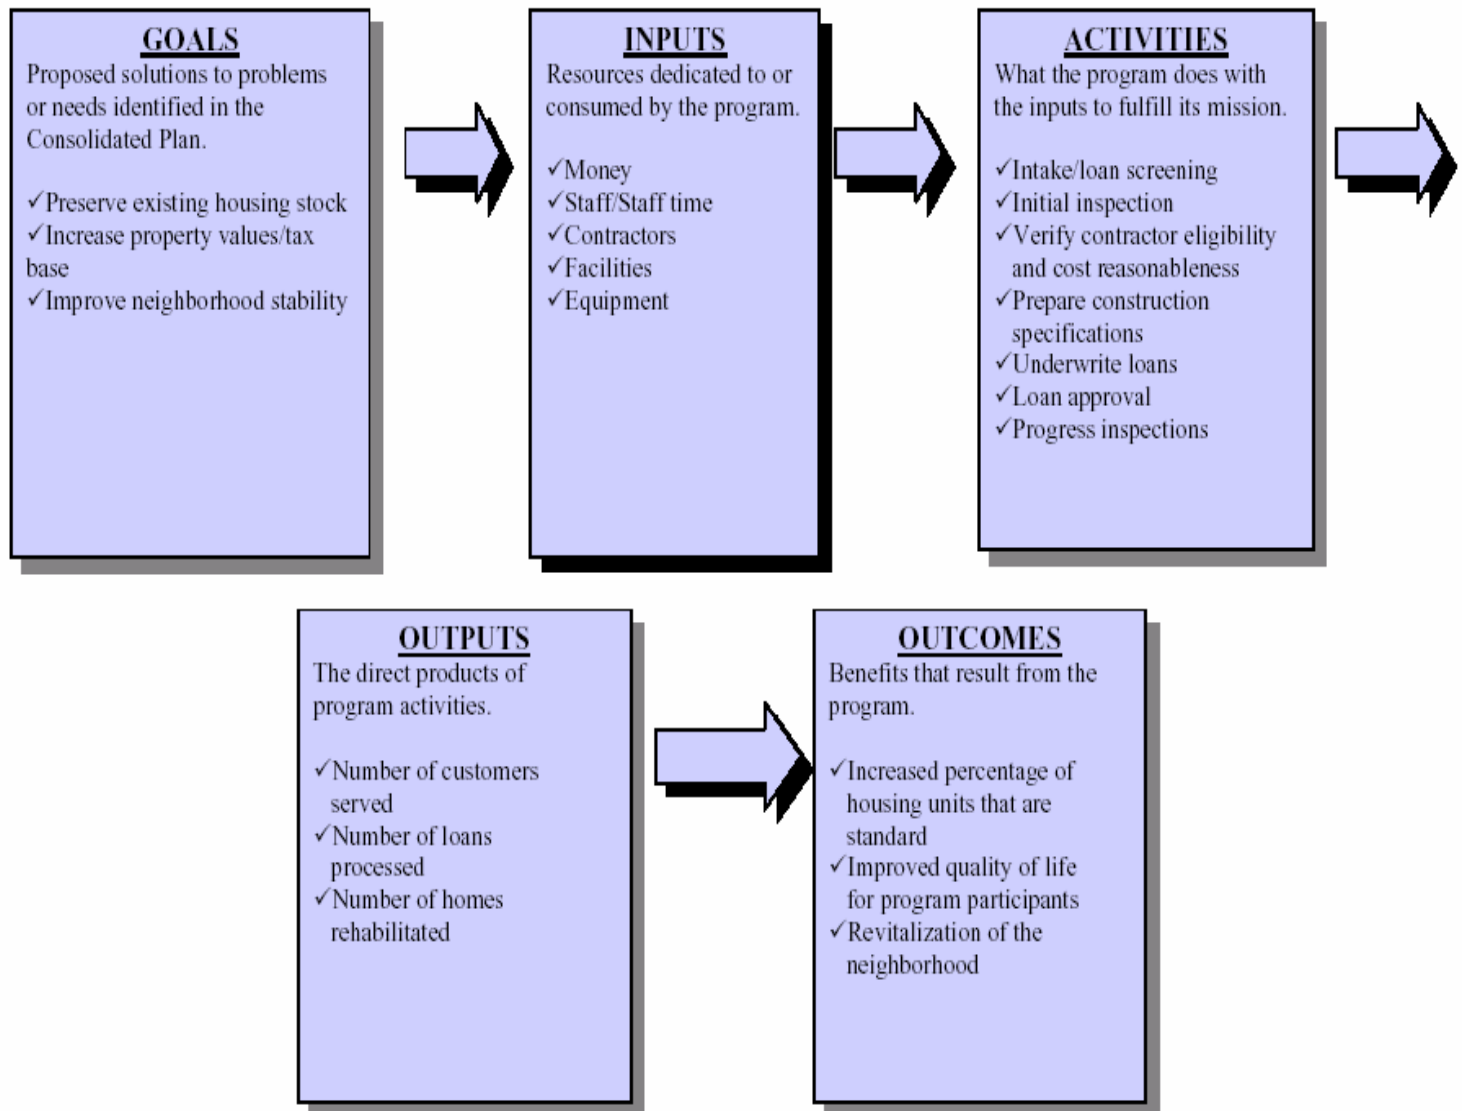 GOALS
Proposed solutions to problems
or needs identified in the
Consolidated Plan.
✓Preserve existing housing stock
✓Increase property values/tax
base
✓Improve neighborhood stability
INPUTS
Resources dedicated to or
consumed by the program.
✓Money
✓Staff/Staff time
✓Contractors
✓Facilities
✓Equipment
ACTIVITIES
What the program does with
the inputs to fulfill its mission.
✓Intake/loan screening
✓Initial inspection
✓Verify contractor eligibility
and cost reasonableness
✓Prepare construction
specifications
✓Underwrite loans
✓Loan approval
✓Progress inspections
OUTPUTS
The direct products of
program activities.
✓Number of customers
served
✓Number of loans
processed
✓Number of homes
rehabilitated
OUTCOMES
Benefits that result from the
program.
✓Increased percentage of
housing units that are
standard
✓Improved quality of life
for program participants
✓Revitalization of the
neighborhood